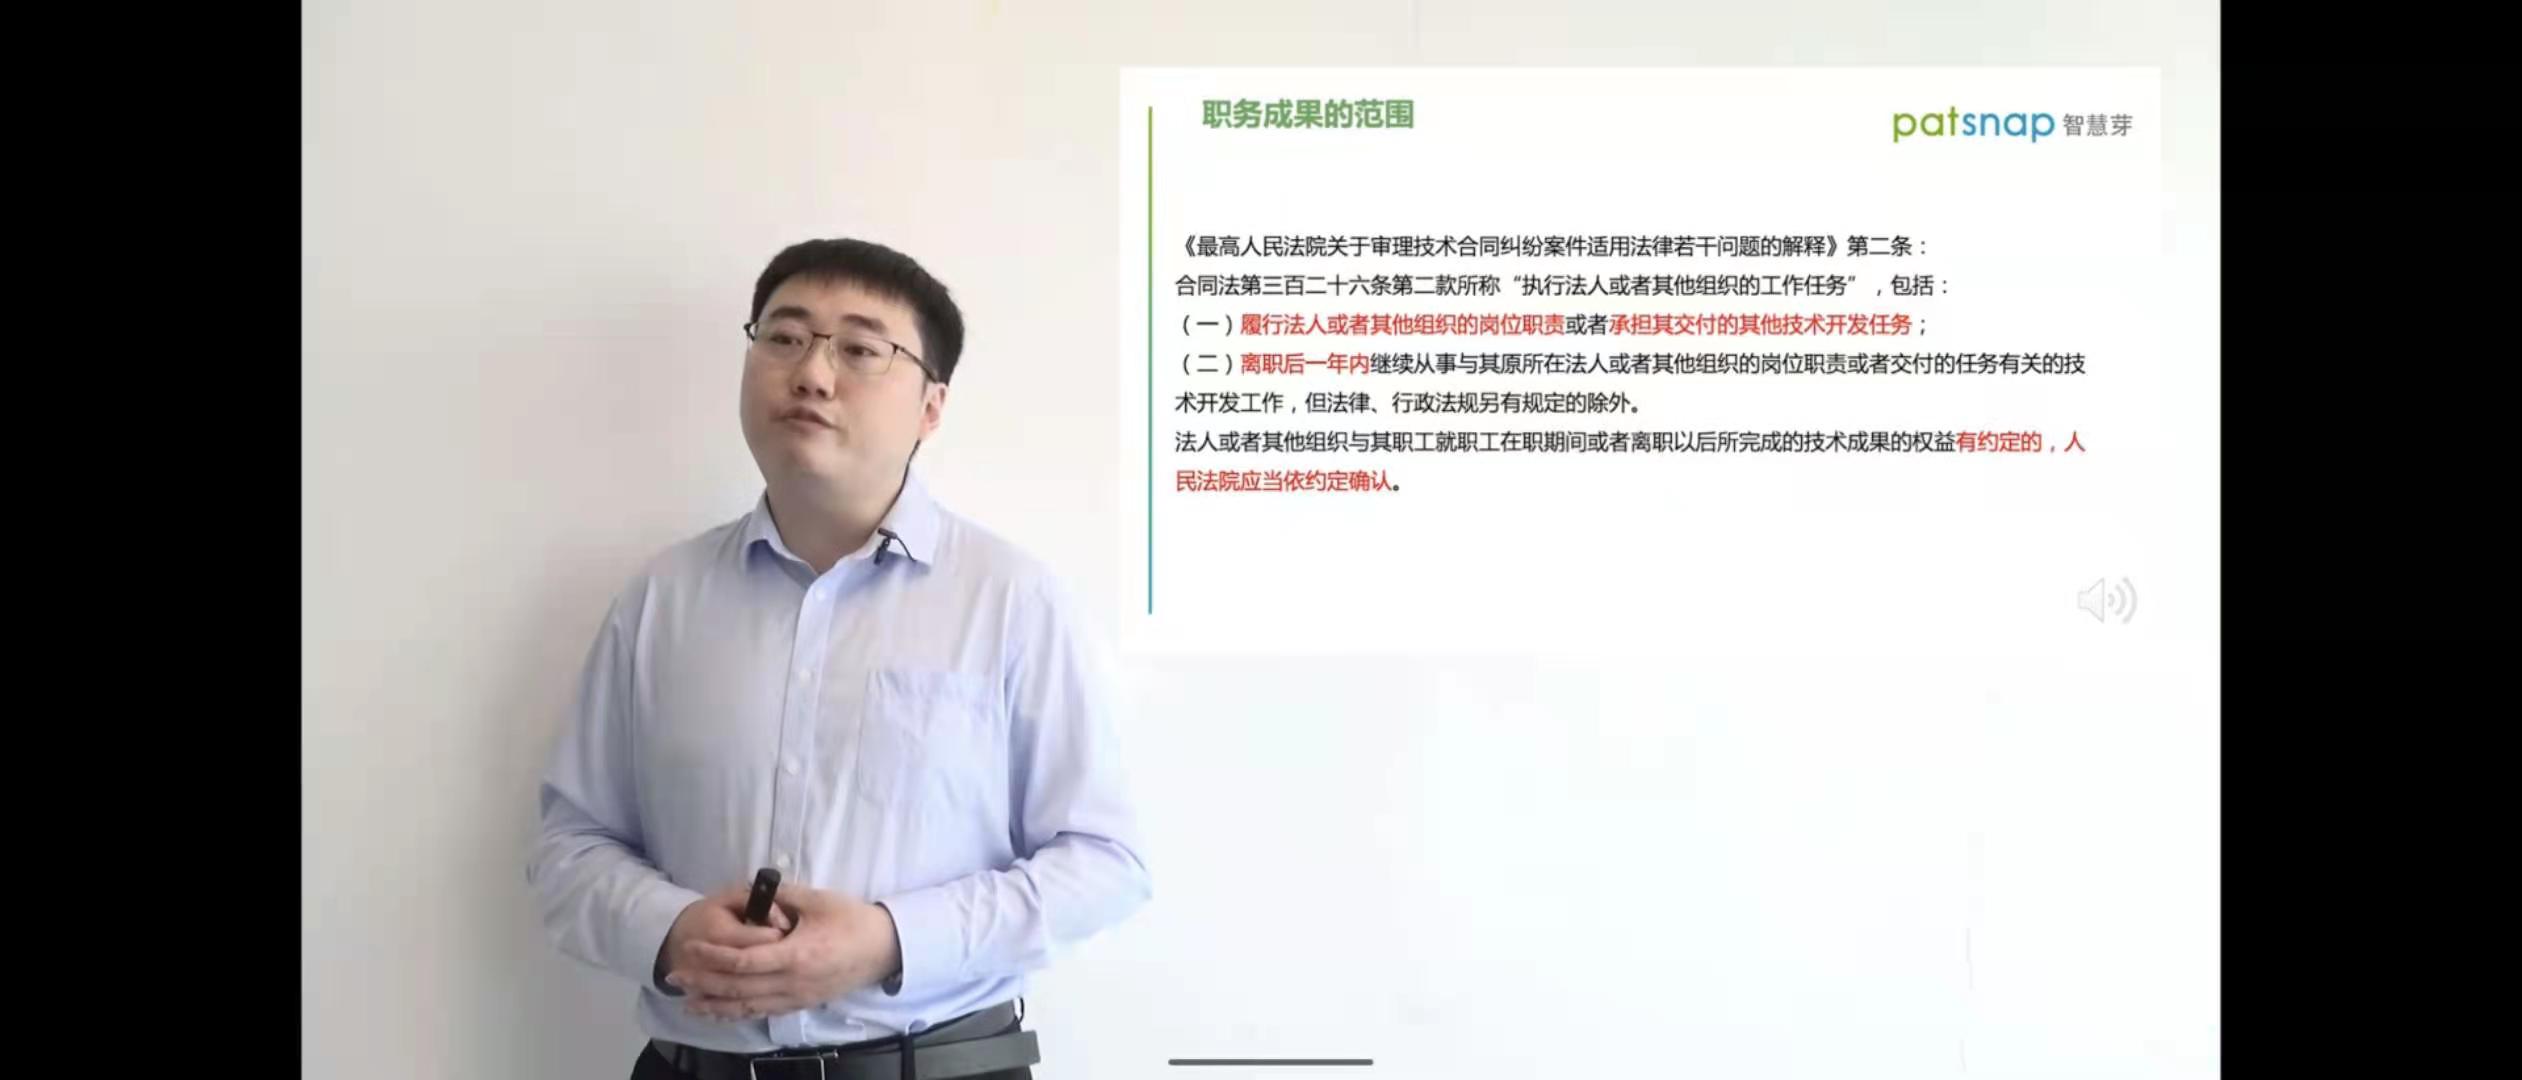 职务成果的范围
patsnap 智慧芽
《最高人民法院关于审理技术合同纠纷案件适用法律若干问题的解释》第二条：
合同法第三百二十六条第二款所称“执行法人或者其他组织的工作任务”，包括：
（一）履行法人或者其他组织的岗位职责或者承担其交付的其他技术开发任务；
（二）离职后一年内继续从事与其原所在法人或者其他组织的岗位职责或者交付的任务有关的技
术开发工作，但法律、行政法规另有规定的除外。
法人或者其他组织与其职工就职工在职期间或者离职以后所完成的技术成果的权益有约定的，人
民法院应当依约定确认。